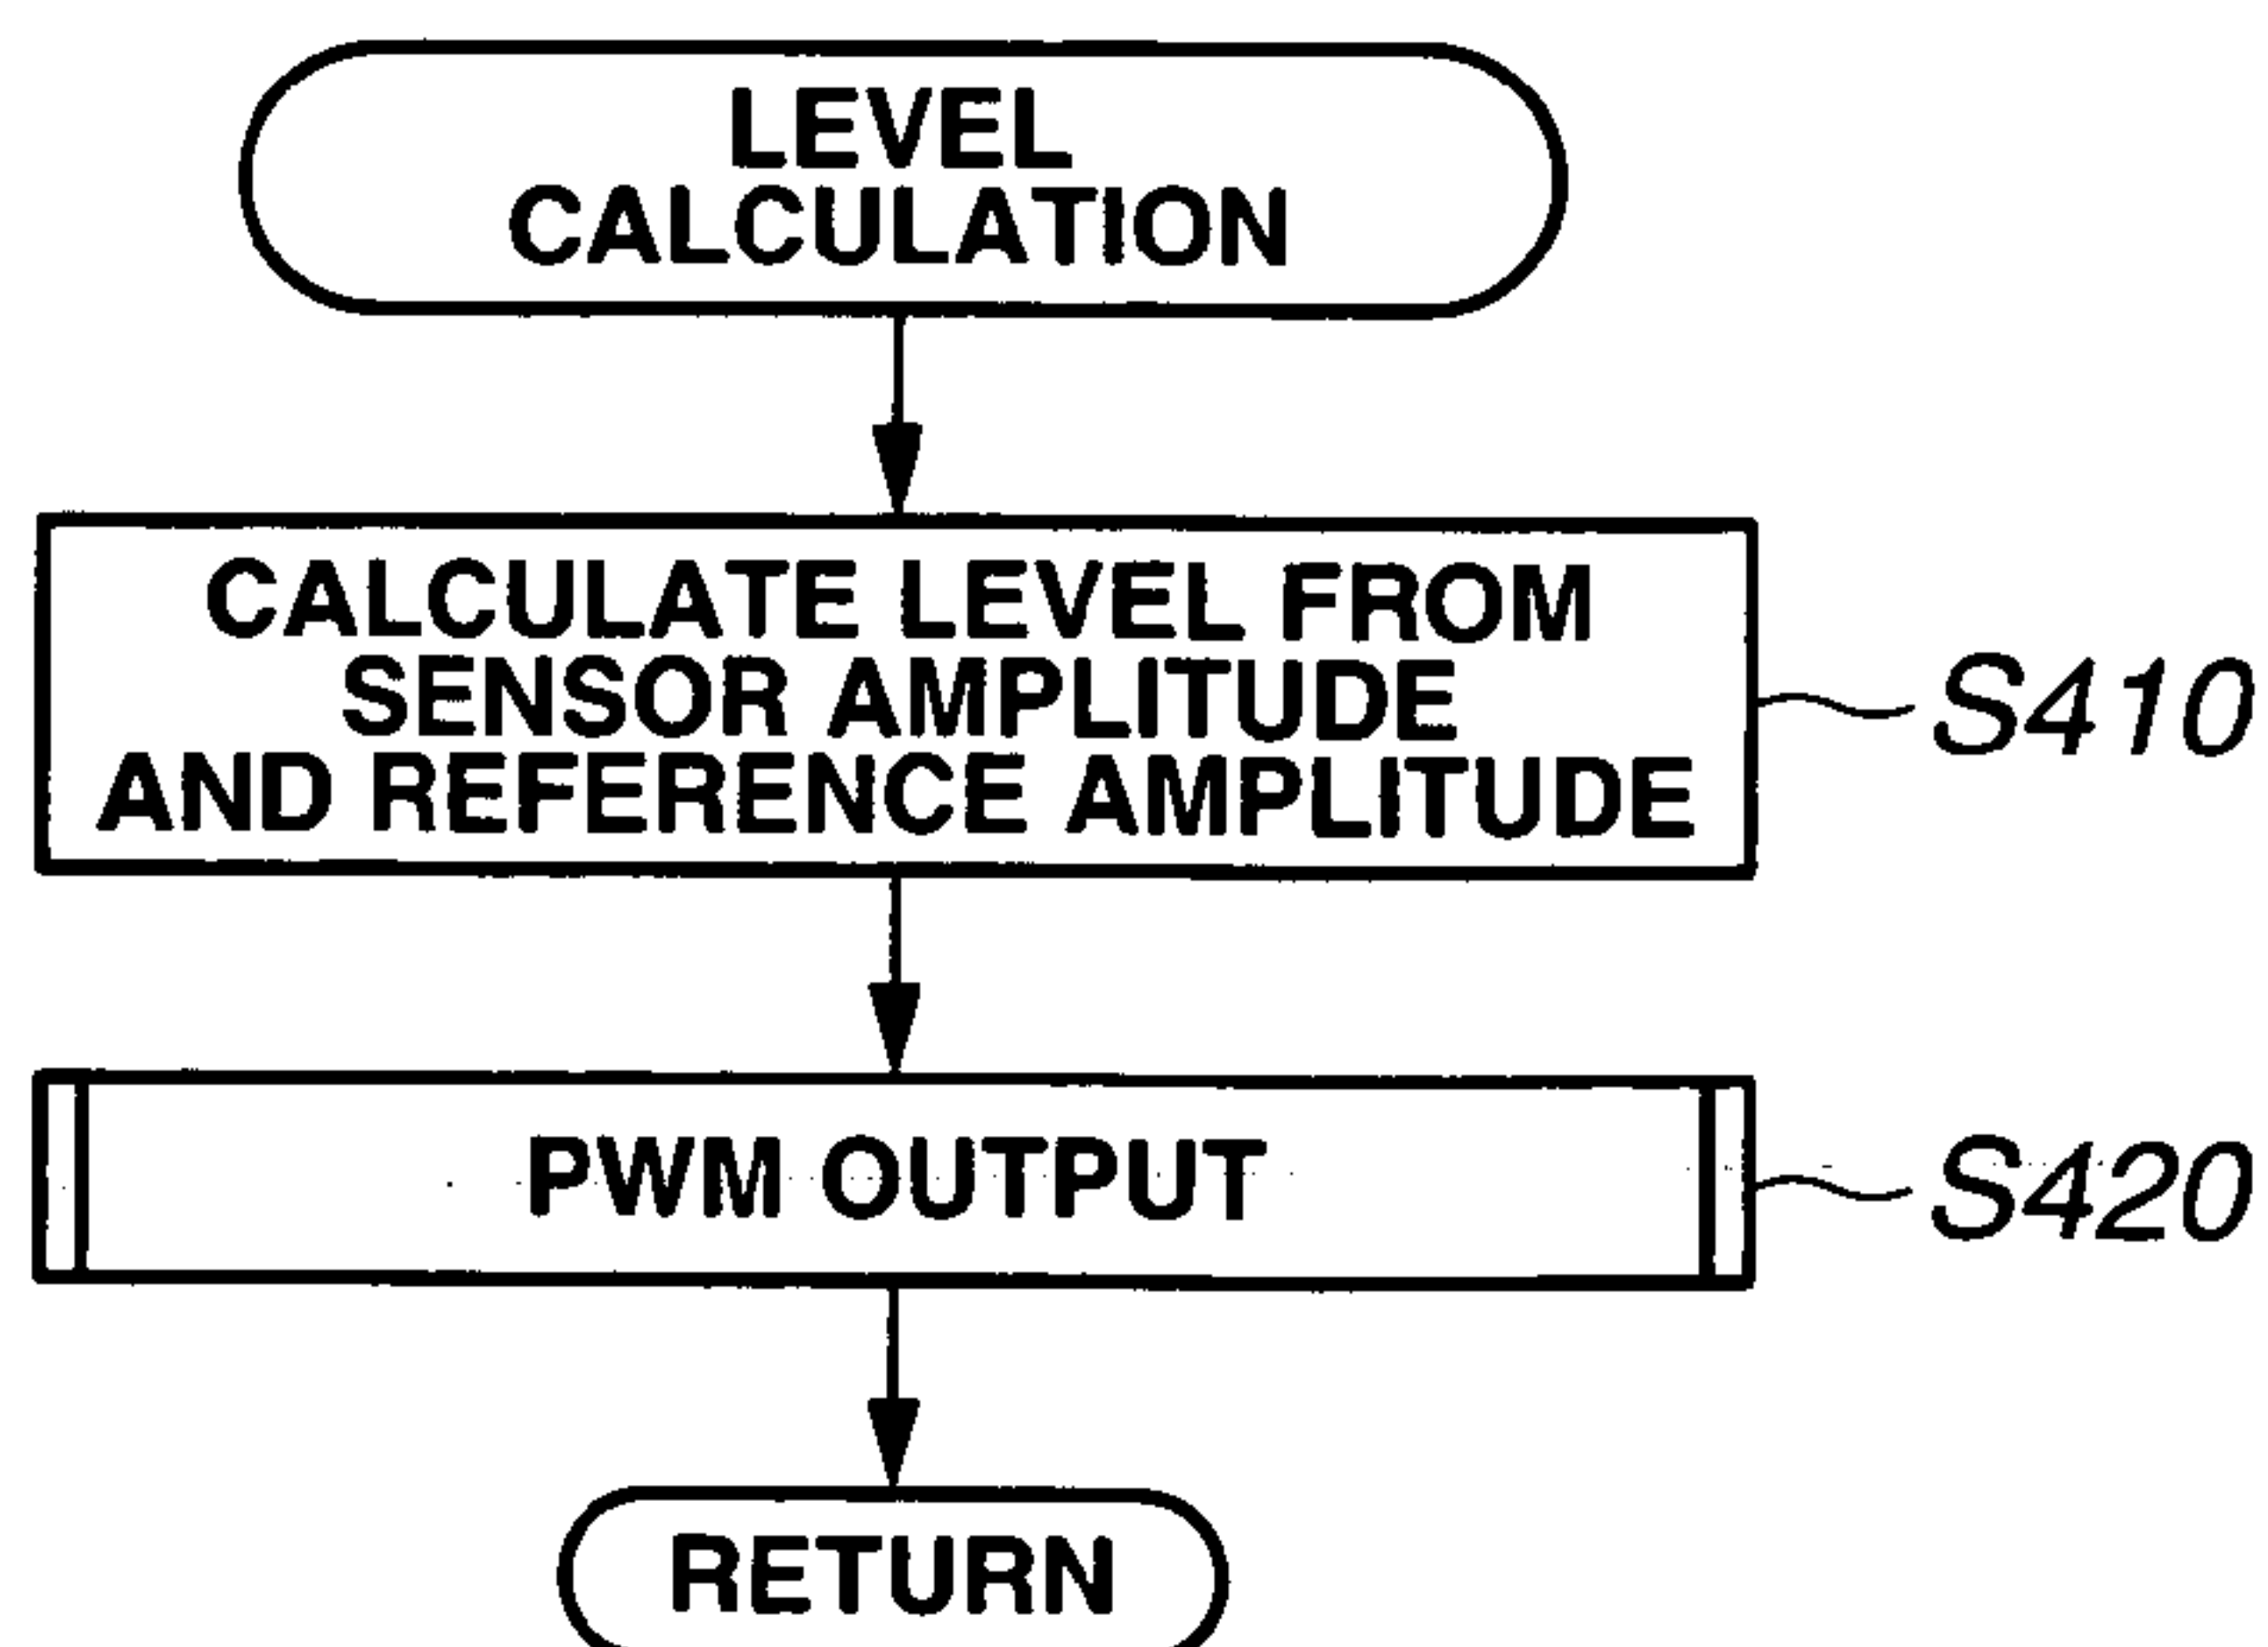 LEVEL
CALCULATION
CALCULATE LEVEL FROM
SENSOR AMPLITUDE
AND REFERENCE AMPLITUDE
S410
PWM OUTPUT
S420
RETURN